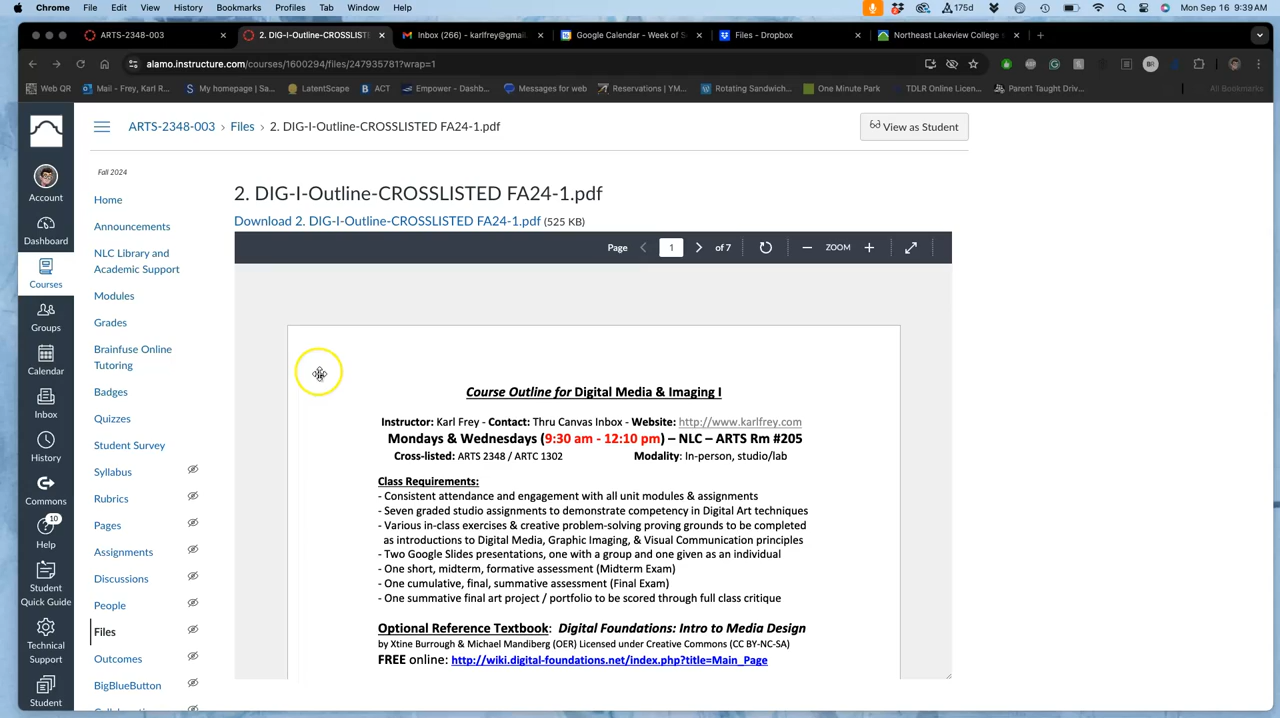 Chrome File Edit View History Bookmarks Profiles Tab Window Help 175d Mon Sep 16 9:39 AM
ARTS-2348-003 2. DIG-I-Outline-CROSSLISTED Inbox (266) - karlfrey@gmail. Google Calendar - Week of S Files - Dropbox Northeast Lakeview College
alamo.instructure.com/courses/1600294/files/247935781?wrap=1 BR
Web QR Mail - Frey, Karl R... My homepage | Sa... LatentScape ACT Empower - Dashb... Messages for web Reservations | YM... Rotating Sandwich... One Minute Park TDLR Online Licen... Parent Taught Driv... All Bookmarks
ARTS-2348-003 › Files › 2. DIG-I-Outline-CROSSLISTED FA24-1.pdf
View as Student
Account
Dashboard
Courses
Groups
Calendar
Inbox
History
Commons
10
Help
Student
Quick Guide
Technical
Support
Student
Fall 2024
Home
Announcements
NLC Library and
Academic Support
Modules
Grades
Brainfuse Online
Tutoring
Badges
Quizzes
Student Survey
Syllabus
Rubrics
Pages
Assignments
Discussions
People
Files
Outcomes
BigBlueButton
2. DIG-I-Outline-CROSSLISTED FA24-1.pdf
Download 2. DIG-I-Outline-CROSSLISTED FA24-1.pdf (525 KB)
Page 1 of 7 ZOOM
Course Outline for Digital Media & Imaging I
Instructor: Karl Frey - Contact: Thru Canvas Inbox - Website: http://www.karlfrey.com
Mondays & Wednesdays (9:30 am - 12:10 pm) – NLC – ARTS Rm #205
Cross-listed: ARTS 2348 / ARTC 1302 Modality: In-person, studio/lab
Class Requirements:
- Consistent attendance and engagement with all unit modules & assignments
- Seven graded studio assignments to demonstrate competency in Digital Art techniques
- Various in-class exercises & creative problem-solving proving grounds to be completed
as introductions to Digital Media, Graphic Imaging, & Visual Communication principles
- Two Google Slides presentations, one with a group and one given as an individual
- One short, midterm, formative assessment (Midterm Exam)
- One cumulative, final, summative assessment (Final Exam)
- One summative final art project / portfolio to be scored through full class critique
Optional Reference Textbook: Digital Foundations: Intro to Media Design
by Xtine Burrough & Michael Mandiberg (OER) Licensed under Creative Commons (CC BY-NC-SA)
FREE online: http://wiki.digital-foundations.net/index.php?title=Main_Page